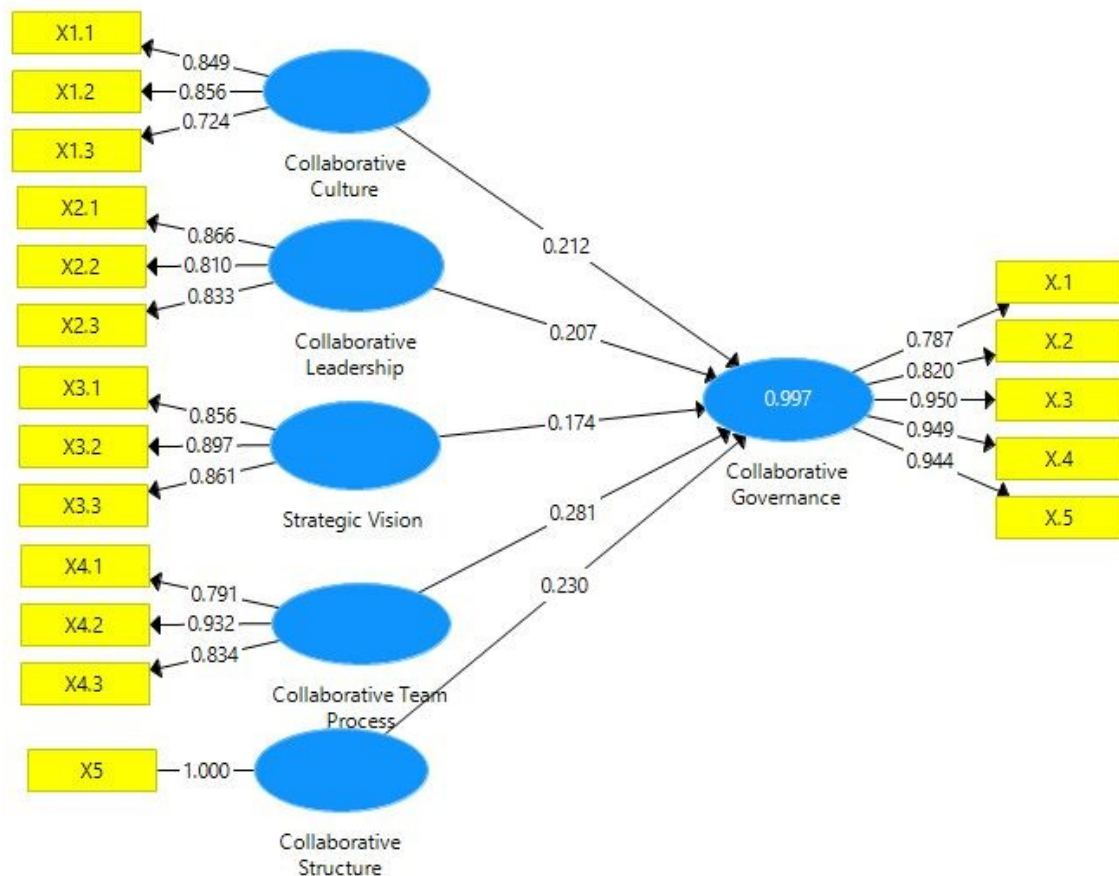 X1.1
0.849
X1.2
0.856
X1.3
0.724
Collaborative
Culture
X2.1
0.866
X2.2
0.810
X2.3
0.833
Collaborative
Leadership
X3.1
0.856
X3.2
0.897
X3.3
0.861
Strategic Vision
X4.1
0.791
X4.2
0.932
X4.3
0.834
Collaborative Team
Process
X5
1.000
Collaborative
Structure
0.212
0.207
0.174
0.281
0.230
0.997
Collaborative
Governance
X.1
0.787
X.2
0.820
X.3
0.950
X.4
0.949
X.5
0.944